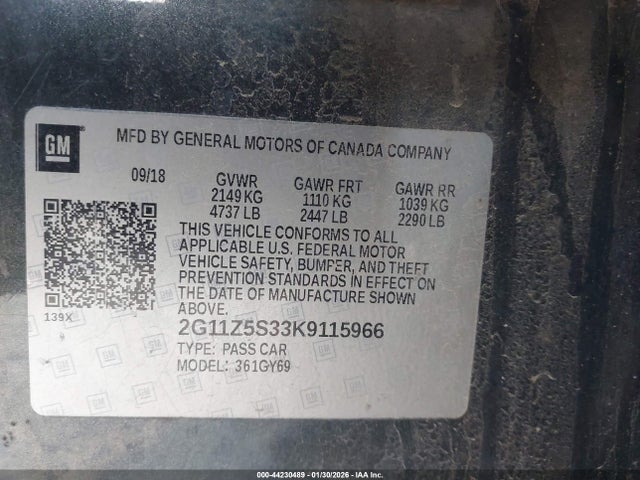 GM
MFD BY GENERAL MOTORS OF CANADA COMPANY
09/18 GVWR GAWR FRT GAWR RR
2149 KG 1110 KG 1039 KG
4737 LB 2447 LB 2290 LB
THIS VEHICLE CONFORMS TO ALL
APPLICABLE U.S. FEDERAL MOTOR
VEHICLE SAFETY, BUMPER, AND THEFT
PREVENTION STANDARDS IN EFFECT ON
THE DATE OF MANUFACTURE SHOWN
ABOVE.
139X
2G11Z5S33K9115966
TYPE: PASS CAR
MODEL: 361GY69
000-44230489 - 01/30/2026 - IAA Inc.